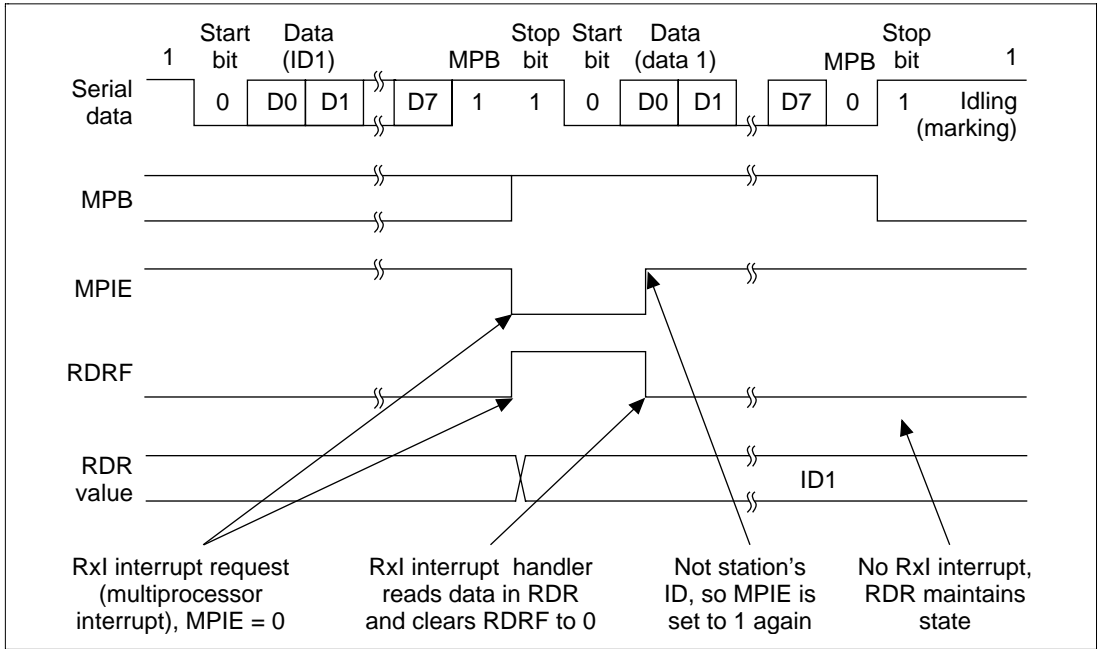 Start Data Stop Start Data Stop
1 bit (ID1) MPB bit bit (data 1) MPB bit 1
Serial data 0 D0 D1 D7 1 1 0 D0 D1 D7 0 1 Idling (marking)
MPB
MPIE
RDRF
RDR value ID1
RxI interrupt request
(multiprocessor
interrupt), MPIE = 0
RxI interrupt handler
reads data in RDR
and clears RDRF to 0
Not station's
ID, so MPIE is
set to 1 again
No RxI interrupt,
RDR maintains
state